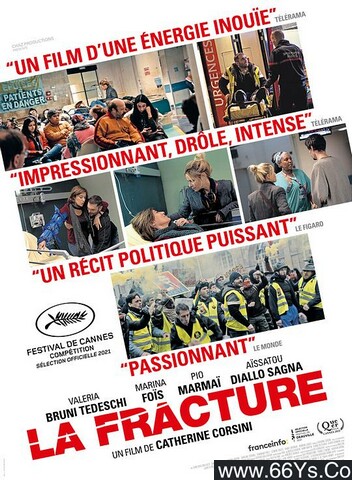 "UN FILM D'UNE ÉNERGIE INOUÏE"
TÉLÉRAMA
PATIENTS
EN DANGER
URGENCES
"IMPRESSIONNANT, DRÔLE, INTENSE"
TÉLÉRAMA
"UN RÉCIT POLITIQUE PUISSANT"
LE FIGARO
FESTIVAL DE CANNES
COMPÉTITION
SÉLECTION OFFICIELLE 2021
"PASSIONNANT"
LE MONDE
VALERIA
BRUNI TEDESCHI
MARINA
FOÏS
PIO
MARMAÏ
AÏSSATOU
DIALLO SAGNA
LA FRACTURE
UN FILM DE CATHERINE CORSINI
franceinfo:
www.66Ys.Co